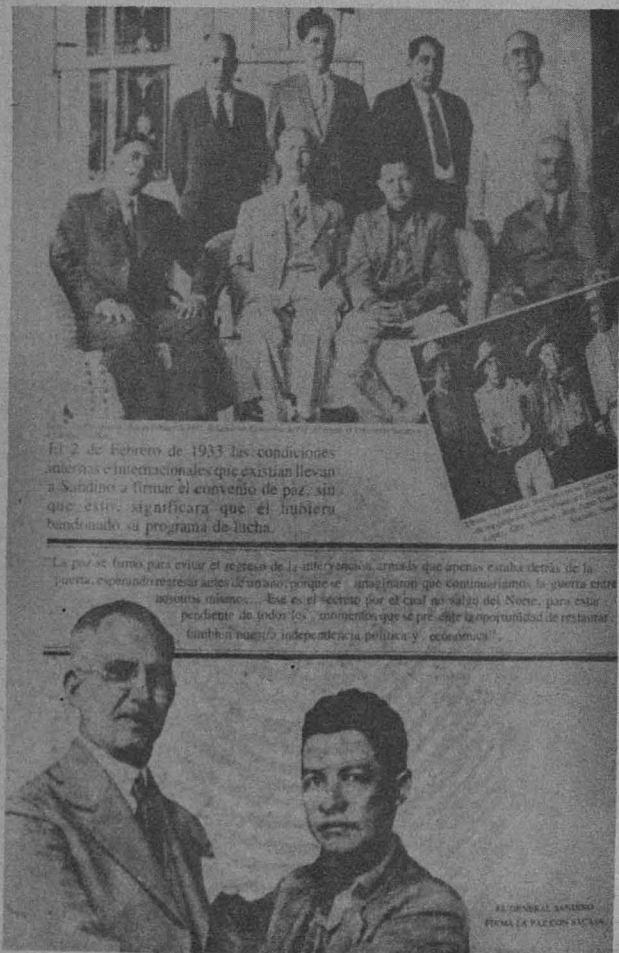 El 2 de Febrero de 1933 las condiciones
internas e internacionales que existían llevan
a Sandino a firmar el convenio de paz, sin
que esto, significara que él hubiera
bandonado su programa de lucha.
"La paz se firmó para evitar el regreso de la intervención armada que apenas estaba detrás de la
puerta, esperando regresar antes de un año, porque se imaginaron que continuaríamos la guerra entre
nosotros mismos... Ese es el secreto por el cual no salgo del Norte, para estar
pendiente de todos los momentos que se presente la oportunidad de restaurar
también nuestra independencia política y económica".
EL GENERAL SANDINO
FIRMA LA PAZ CON SACASA.